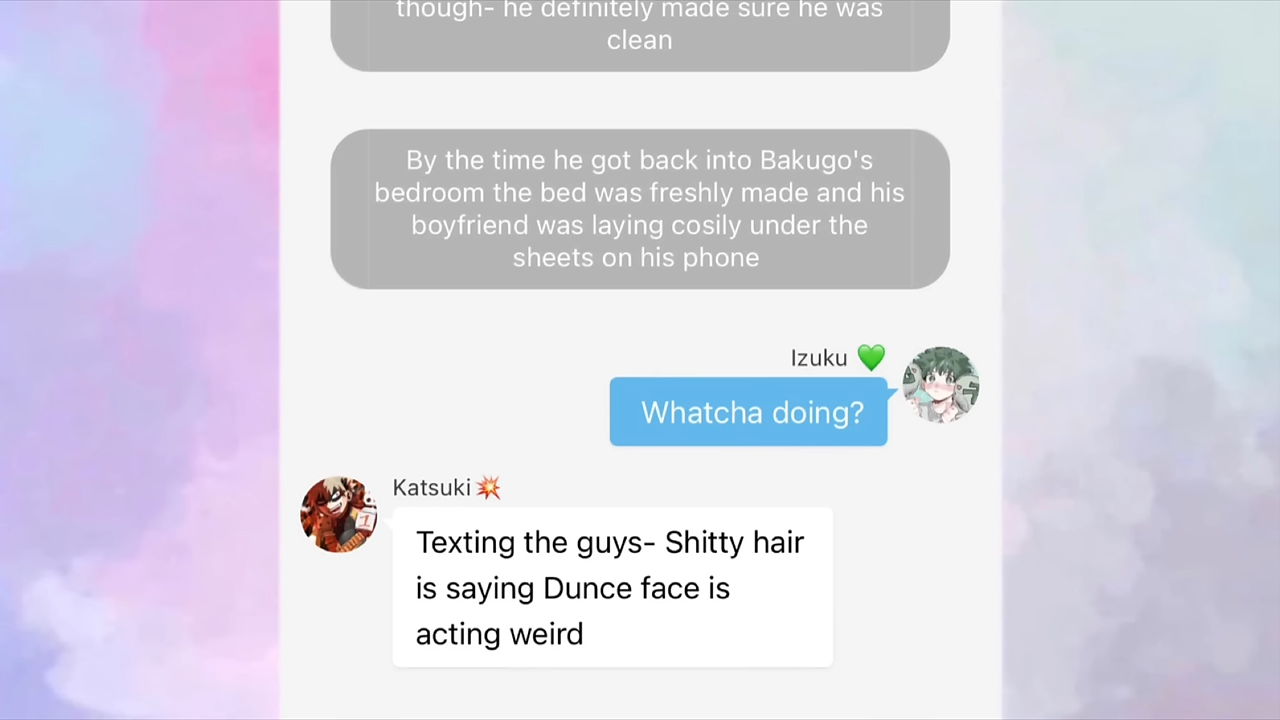 though- he definitely made sure he was
clean
By the time he got back into Bakugo's
bedroom the bed was freshly made and his
boyfriend was laying cosily under the
sheets on his phone
Izuku 💚
Whatcha doing?
Katsuki 💥
Texting the guys- Shitty hair
is saying Dunce face is
acting weird